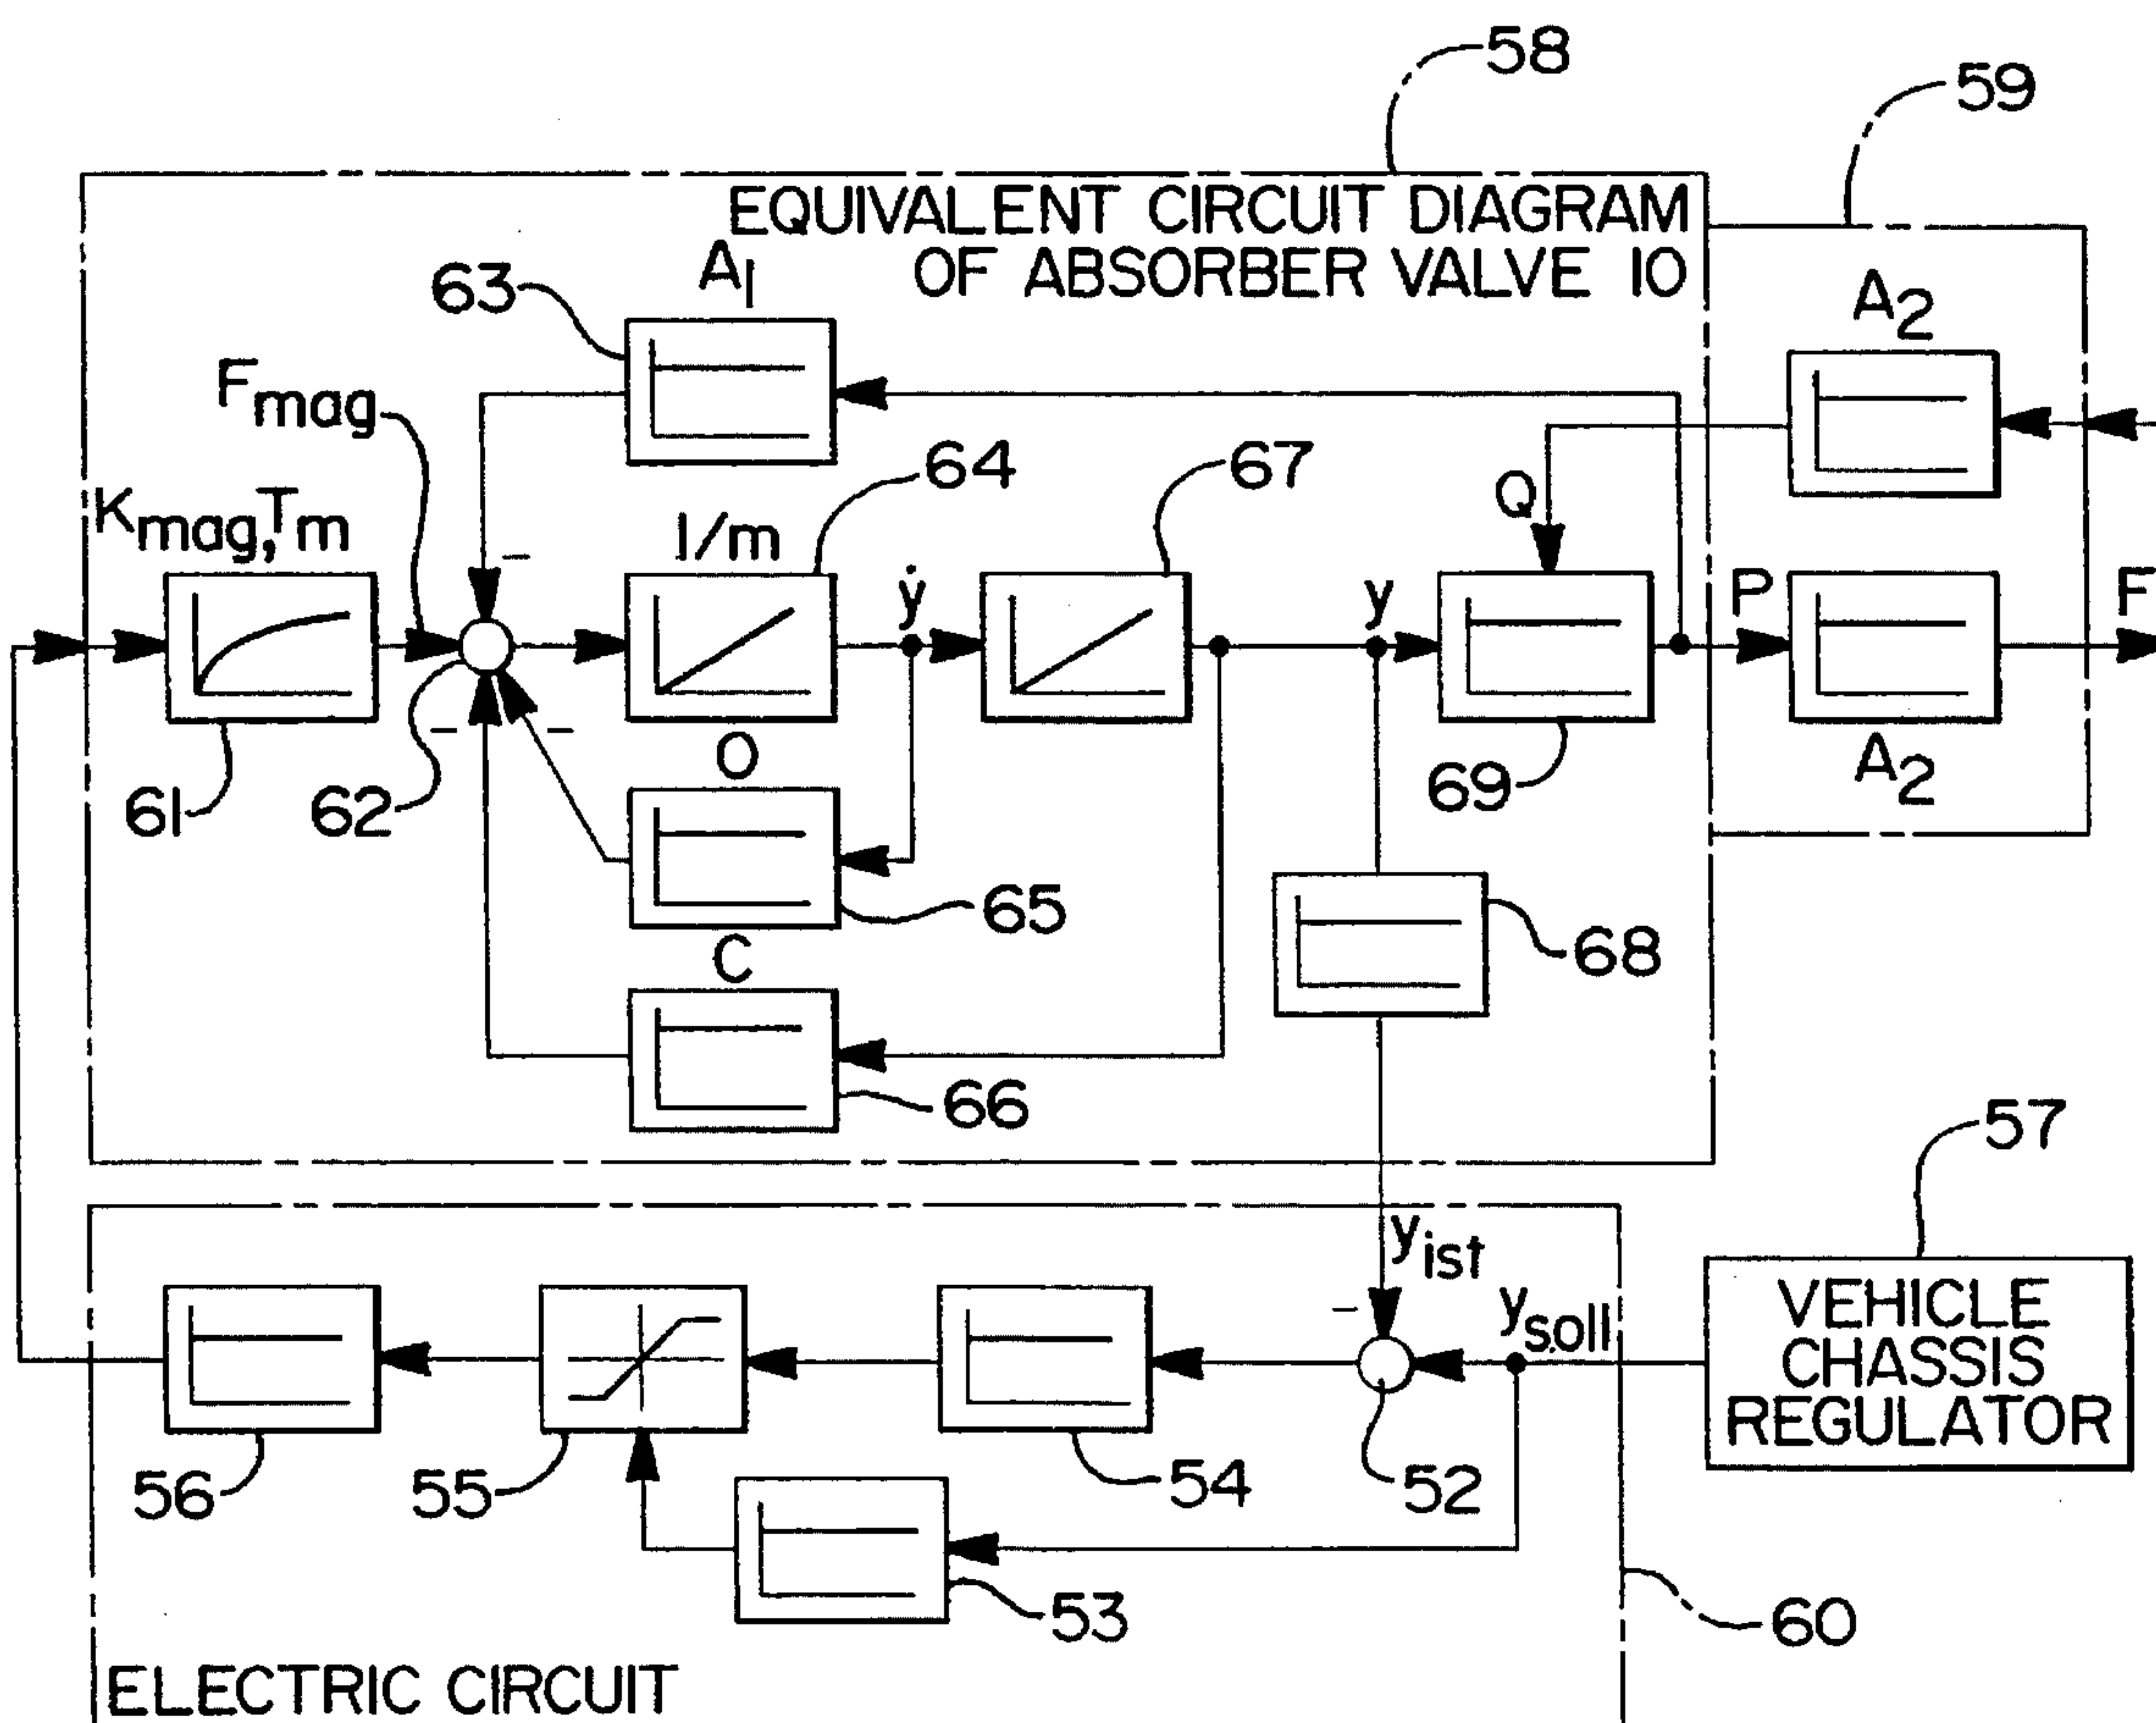 58
59
EQUIVALENT CIRCUIT DIAGRAM
OF ABSORBER VALVE 10
63
A1
A2
Fmag
64
67
Kmag,Tm
1/m
ẏ
y
Q
P
F
61
62
O
69
A2
65
68
C
66
57
yist
ysoll
VEHICLE
CHASSIS
REGULATOR
56
55
54
52
53
60
ELECTRIC CIRCUIT